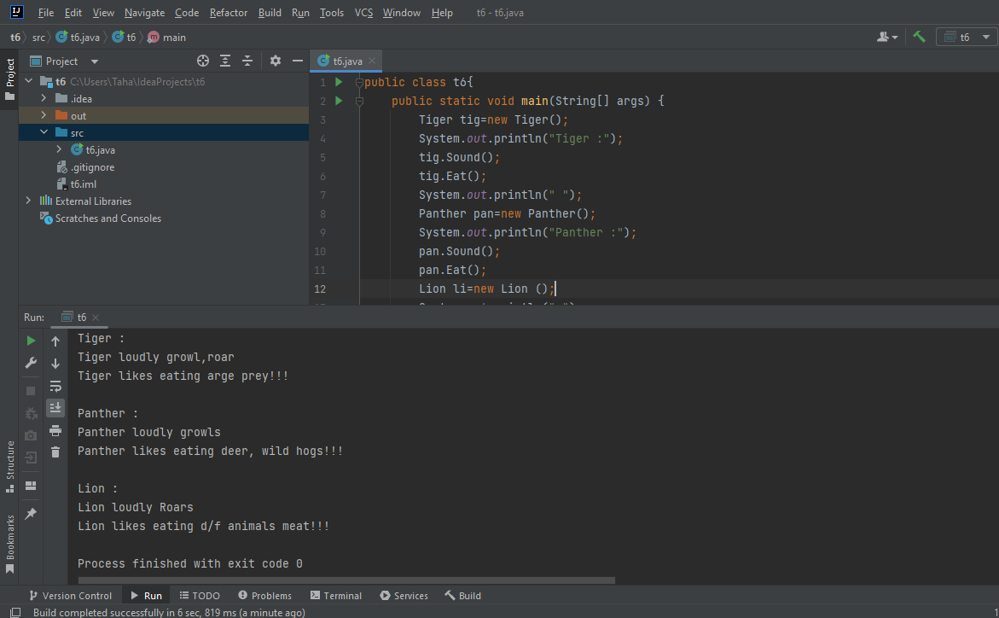 File Edit View Navigate Code Refactor Build Run Tools VCS Window Help t6 - t6.java
t6 src t6.java t6 main t6
Project
Project t6.java
t6 C:\Users\Taha\IdeaProjects\t6
.idea
out
src
t6.java
.gitignore
t6.iml
External Libraries
Scratches and Consoles
1 public class t6{
2 public static void main(String[] args) {
3 Tiger tig=new Tiger();
4 System.out.println("Tiger :");
5 tig.Sound();
6 tig.Eat();
7 System.out.println(" ");
8 Panther pan=new Panther();
9 System.out.println("Panther :");
10 pan.Sound();
11 pan.Eat();
12 Lion li=new Lion ();
Run: t6
Tiger :
Tiger loudly growl,roar
Tiger likes eating arge prey!!!
Panther :
Panther loudly growls
Panther likes eating deer, wild hogs!!!
Lion :
Lion loudly Roars
Lion likes eating d/f animals meat!!!
Process finished with exit code 0
Structure
Bookmarks
Version Control Run TODO Problems Terminal Services Build
Build completed successfully in 6 sec, 819 ms (a minute ago)